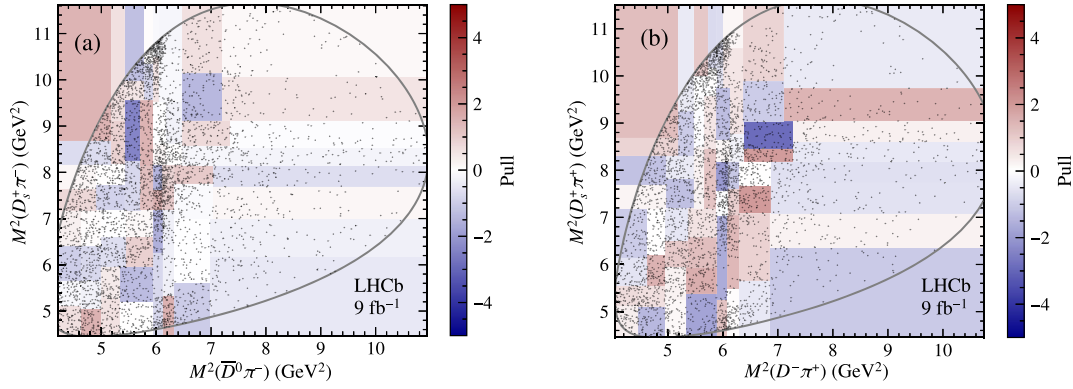 (a)
M²(D_s⁺π⁻) (GeV²)
11
10
9
8
7
6
5
5 6 7 8 9 10
M²(D̅⁰π⁻) (GeV²)
LHCb
9 fb⁻¹
4
2
0
−2
−4
Pull
(b)
M²(D_s⁺π⁺) (GeV²)
11
10
9
8
7
6
5
5 6 7 8 9 10
M²(D⁻π⁺) (GeV²)
LHCb
9 fb⁻¹
4
2
0
−2
−4
Pull